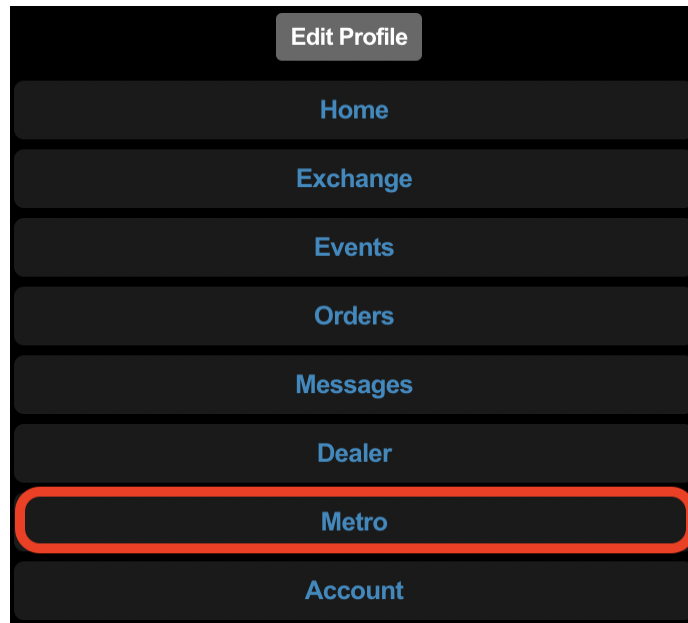 Edit Profile
Home
Exchange
Events
Orders
Messages
Dealer
Metro
Account